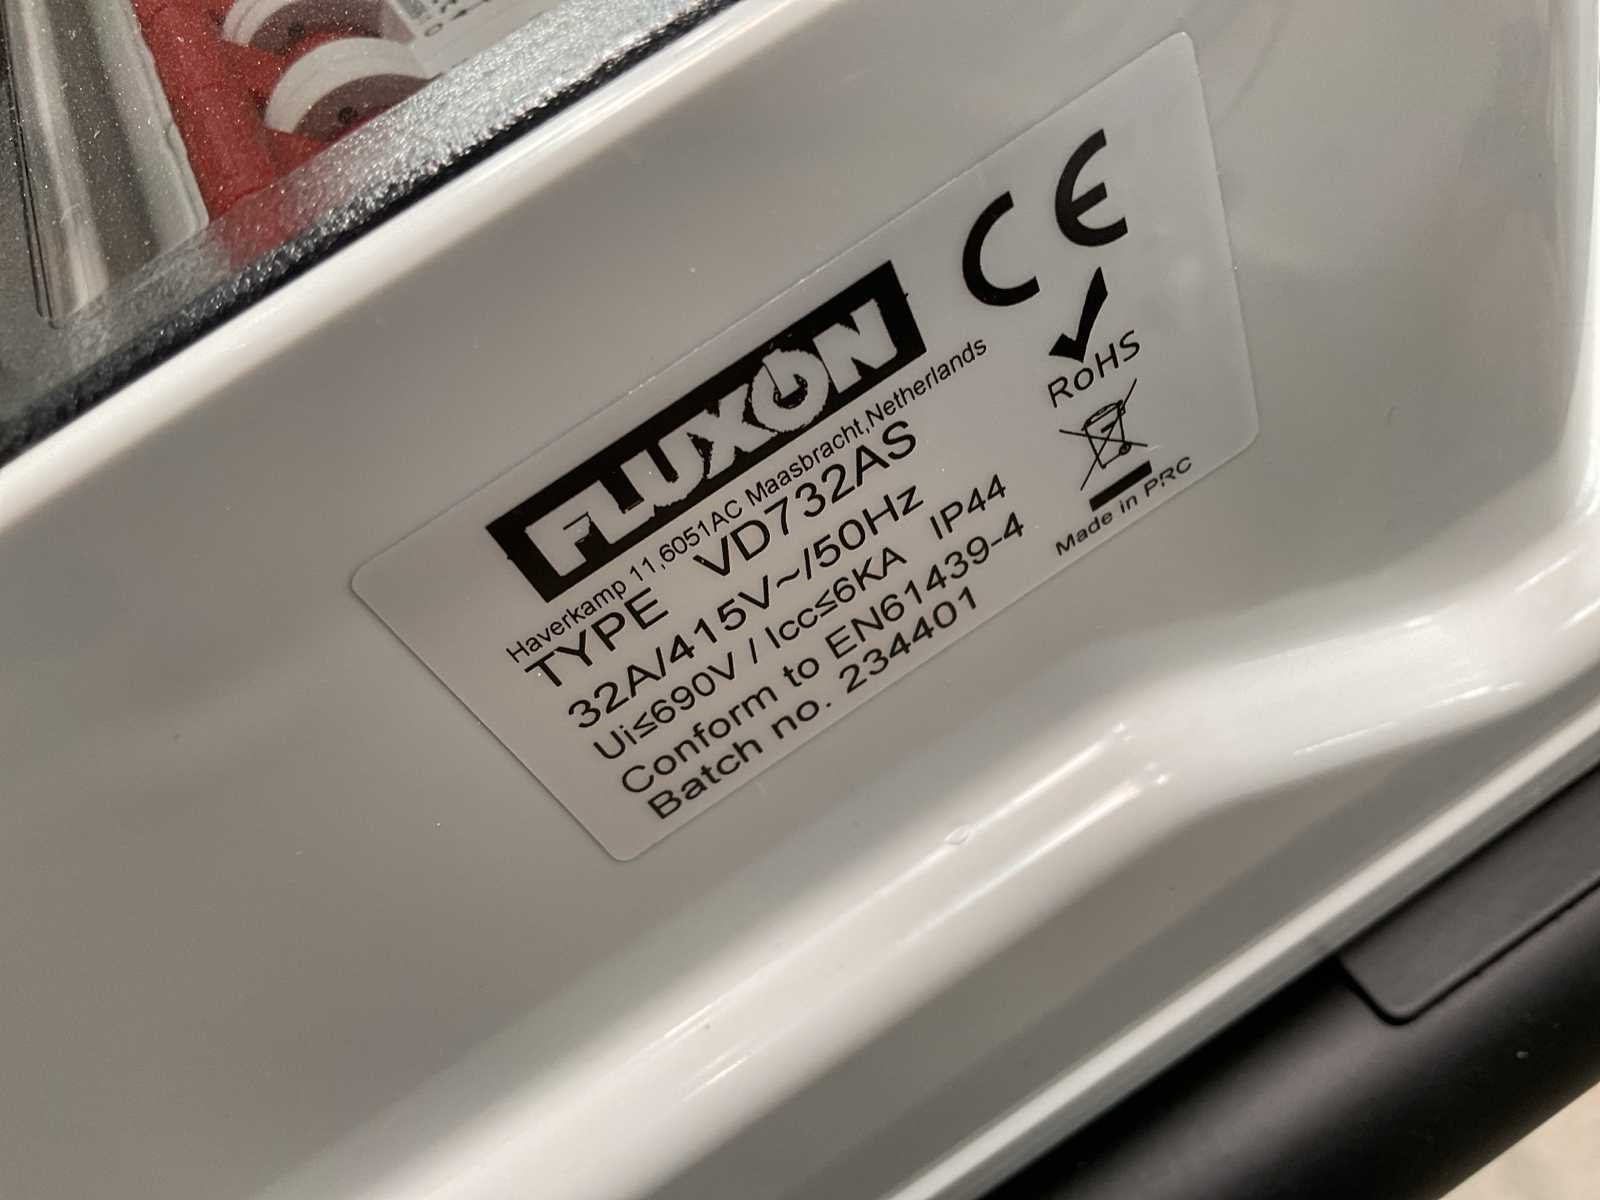 FLUXON
Haverkamp 11,6051AC Maasbracht,Netherlands
TYPE VD732AS
32A/415V~/50Hz
Ui≤690V / Icc≤6KA IP44
Conform to EN61439-4
Batch no. 234401
CE
RoHS
Made in PRC